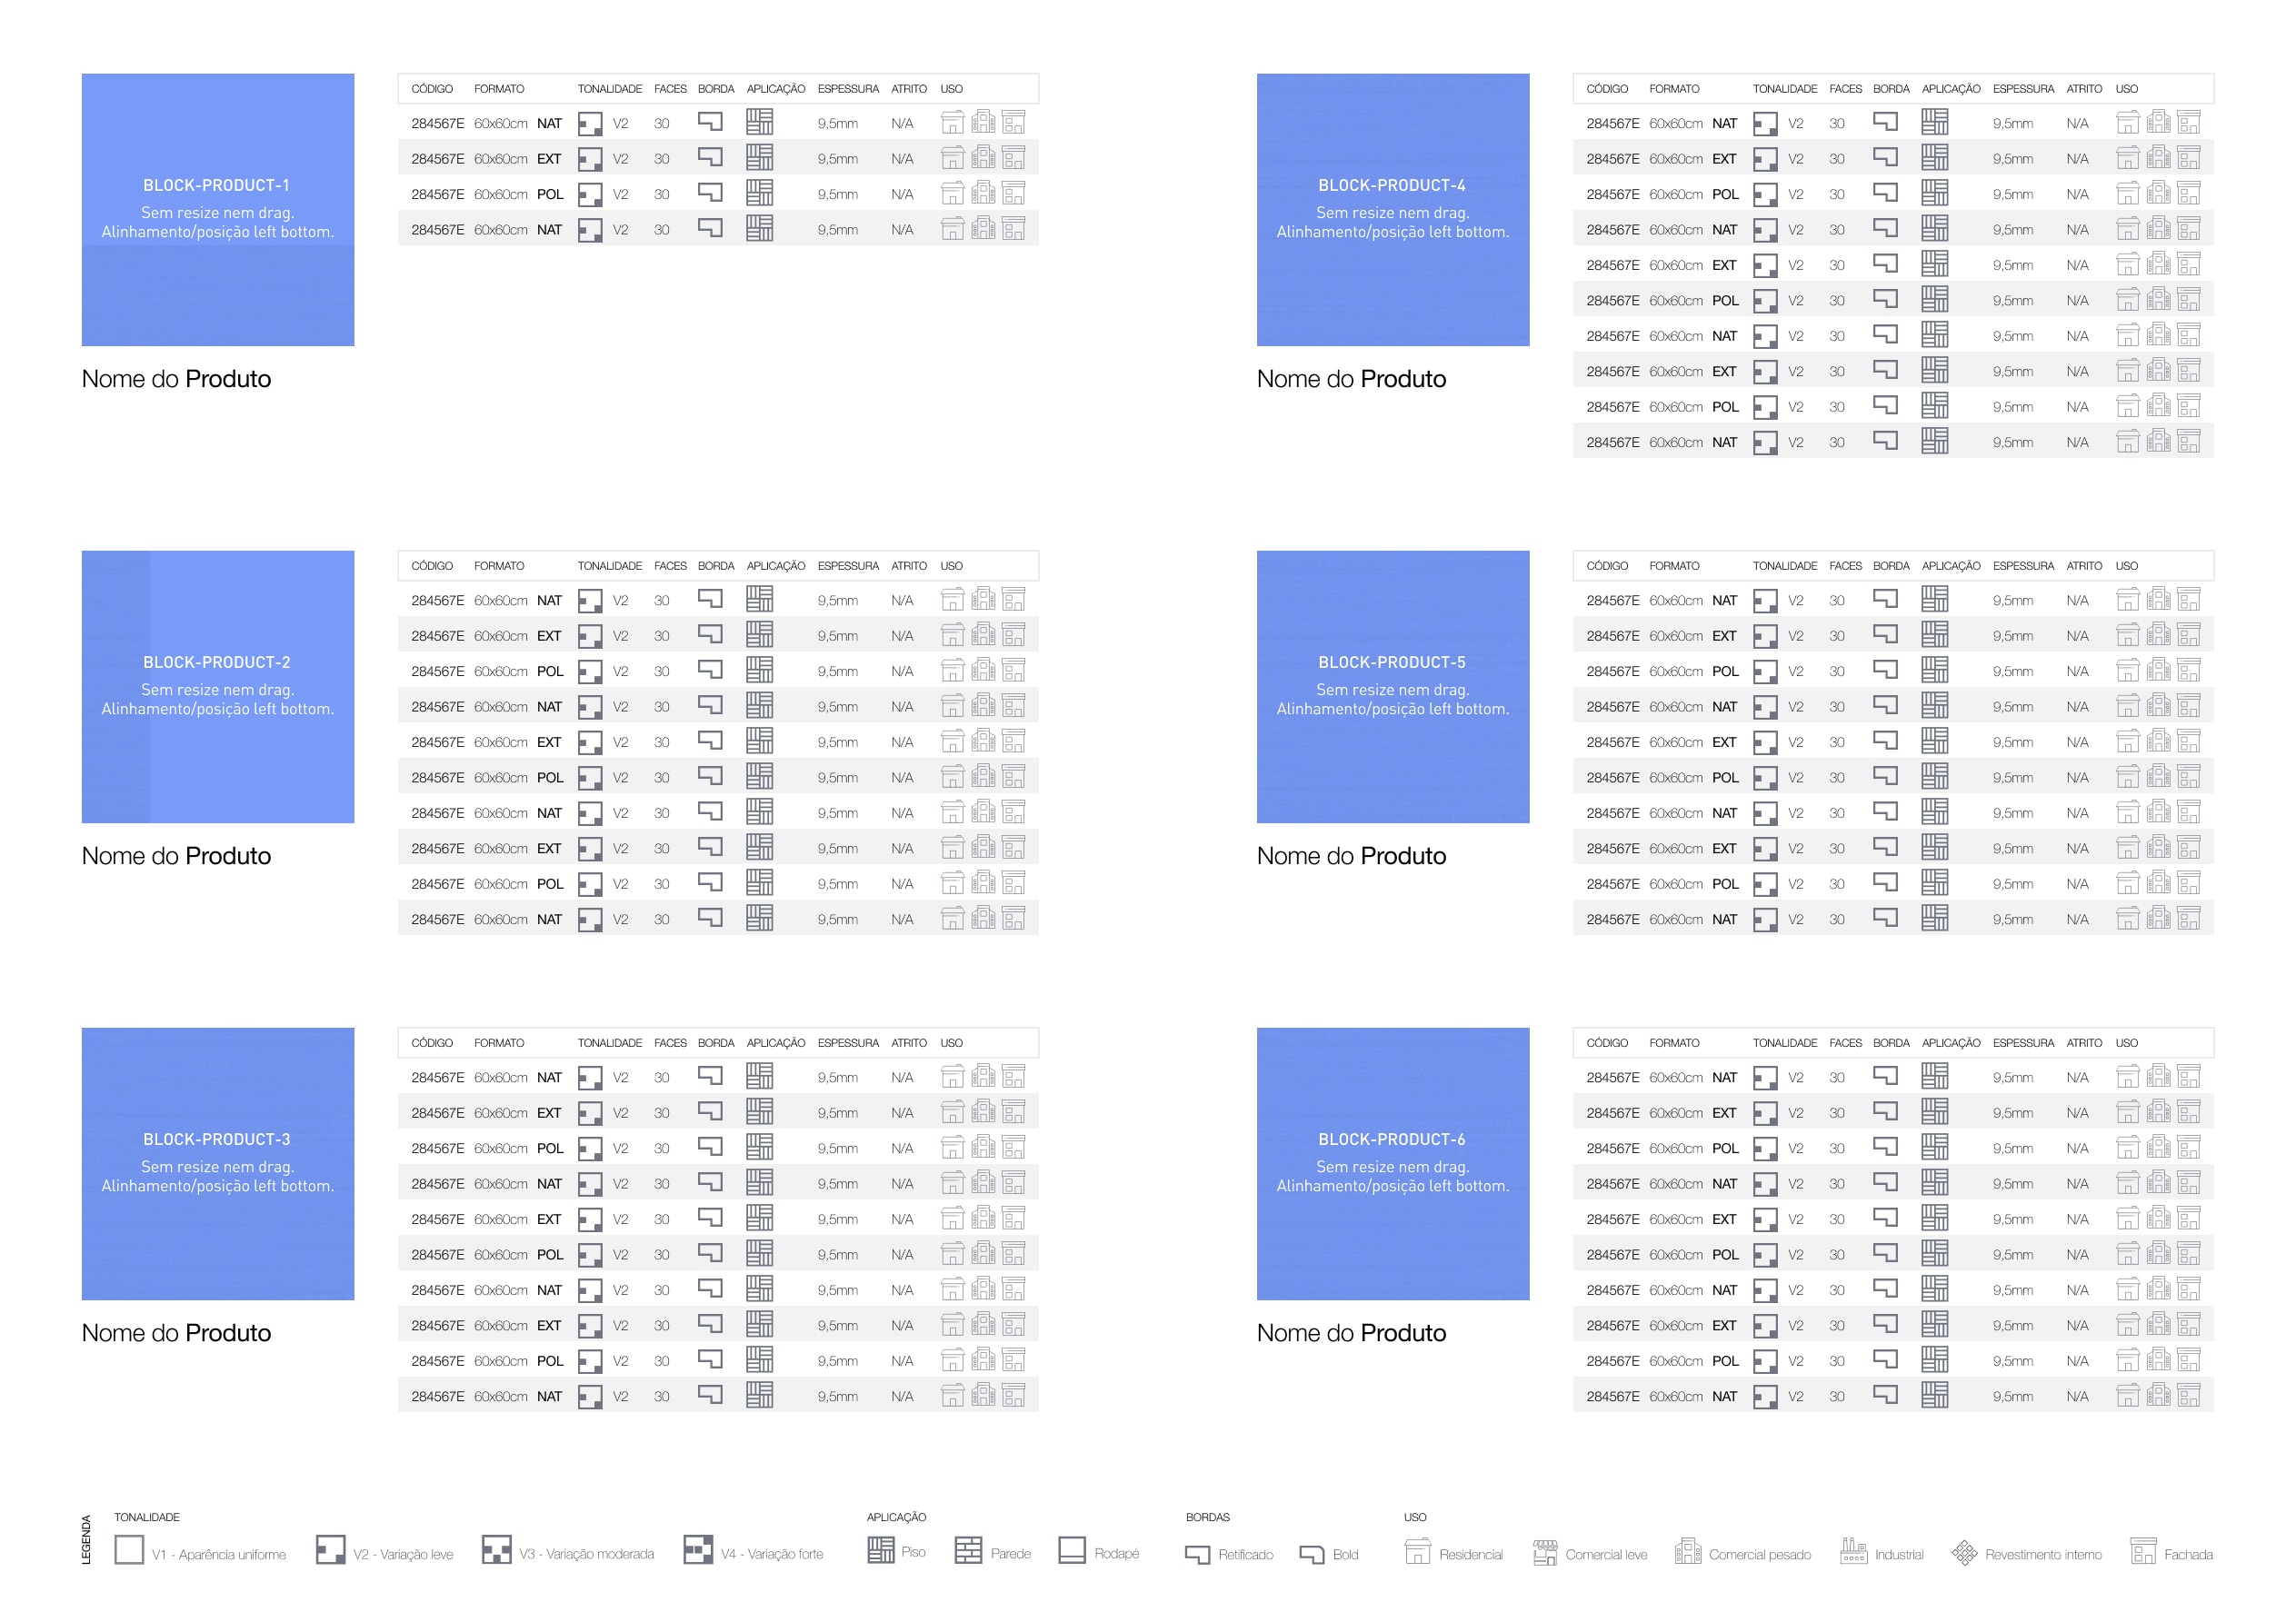 BLOCK-PRODUCT-1
Sem resize nem drag.
Alinhamento/posição left bottom.
Nome do Produto
CÓDIGO FORMATO TONALIDADE FACES BORDA APLICAÇÃO ESPESSURA ATRITO USO
284567E 60x60cm NAT V2 30 9,5mm N/A
284567E 60x60cm EXT V2 30 9,5mm N/A
284567E 60x60cm POL V2 30 9,5mm N/A
284567E 60x60cm NAT V2 30 9,5mm N/A
BLOCK-PRODUCT-2
Sem resize nem drag.
Alinhamento/posição left bottom.
Nome do Produto
CÓDIGO FORMATO TONALIDADE FACES BORDA APLICAÇÃO ESPESSURA ATRITO USO
284567E 60x60cm NAT V2 30 9,5mm N/A
284567E 60x60cm EXT V2 30 9,5mm N/A
284567E 60x60cm POL V2 30 9,5mm N/A
284567E 60x60cm NAT V2 30 9,5mm N/A
284567E 60x60cm EXT V2 30 9,5mm N/A
284567E 60x60cm POL V2 30 9,5mm N/A
284567E 60x60cm NAT V2 30 9,5mm N/A
284567E 60x60cm EXT V2 30 9,5mm N/A
284567E 60x60cm POL V2 30 9,5mm N/A
284567E 60x60cm NAT V2 30 9,5mm N/A
BLOCK-PRODUCT-3
Sem resize nem drag.
Alinhamento/posição left bottom.
Nome do Produto
CÓDIGO FORMATO TONALIDADE FACES BORDA APLICAÇÃO ESPESSURA ATRITO USO
284567E 60x60cm NAT V2 30 9,5mm N/A
284567E 60x60cm EXT V2 30 9,5mm N/A
284567E 60x60cm POL V2 30 9,5mm N/A
284567E 60x60cm NAT V2 30 9,5mm N/A
284567E 60x60cm EXT V2 30 9,5mm N/A
284567E 60x60cm POL V2 30 9,5mm N/A
284567E 60x60cm NAT V2 30 9,5mm N/A
284567E 60x60cm EXT V2 30 9,5mm N/A
284567E 60x60cm POL V2 30 9,5mm N/A
284567E 60x60cm NAT V2 30 9,5mm N/A
BLOCK-PRODUCT-4
Sem resize nem drag.
Alinhamento/posição left bottom.
Nome do Produto
CÓDIGO FORMATO TONALIDADE FACES BORDA APLICAÇÃO ESPESSURA ATRITO USO
284567E 60x60cm NAT V2 30 9,5mm N/A
284567E 60x60cm EXT V2 30 9,5mm N/A
284567E 60x60cm POL V2 30 9,5mm N/A
284567E 60x60cm NAT V2 30 9,5mm N/A
284567E 60x60cm EXT V2 30 9,5mm N/A
284567E 60x60cm POL V2 30 9,5mm N/A
284567E 60x60cm NAT V2 30 9,5mm N/A
284567E 60x60cm EXT V2 30 9,5mm N/A
284567E 60x60cm POL V2 30 9,5mm N/A
284567E 60x60cm NAT V2 30 9,5mm N/A
BLOCK-PRODUCT-5
Sem resize nem drag.
Alinhamento/posição left bottom.
Nome do Produto
CÓDIGO FORMATO TONALIDADE FACES BORDA APLICAÇÃO ESPESSURA ATRITO USO
284567E 60x60cm NAT V2 30 9,5mm N/A
284567E 60x60cm EXT V2 30 9,5mm N/A
284567E 60x60cm POL V2 30 9,5mm N/A
284567E 60x60cm NAT V2 30 9,5mm N/A
284567E 60x60cm EXT V2 30 9,5mm N/A
284567E 60x60cm POL V2 30 9,5mm N/A
284567E 60x60cm NAT V2 30 9,5mm N/A
284567E 60x60cm EXT V2 30 9,5mm N/A
284567E 60x60cm POL V2 30 9,5mm N/A
284567E 60x60cm NAT V2 30 9,5mm N/A
BLOCK-PRODUCT-6
Sem resize nem drag.
Alinhamento/posição left bottom.
Nome do Produto
CÓDIGO FORMATO TONALIDADE FACES BORDA APLICAÇÃO ESPESSURA ATRITO USO
284567E 60x60cm NAT V2 30 9,5mm N/A
284567E 60x60cm EXT V2 30 9,5mm N/A
284567E 60x60cm POL V2 30 9,5mm N/A
284567E 60x60cm NAT V2 30 9,5mm N/A
284567E 60x60cm EXT V2 30 9,5mm N/A
284567E 60x60cm POL V2 30 9,5mm N/A
284567E 60x60cm NAT V2 30 9,5mm N/A
284567E 60x60cm EXT V2 30 9,5mm N/A
284567E 60x60cm POL V2 30 9,5mm N/A
284567E 60x60cm NAT V2 30 9,5mm N/A
LEGENDA
TONALIDADE
V1 - Aparência uniforme V2 - Variação leve V3 - Variação moderada V4 - Variação forte
APLICAÇÃO
Piso Parede Rodapé
BORDAS
Retificado Bold
USO
Residencial Comercial leve Comercial pesado Industrial Revestimento interno Fachada